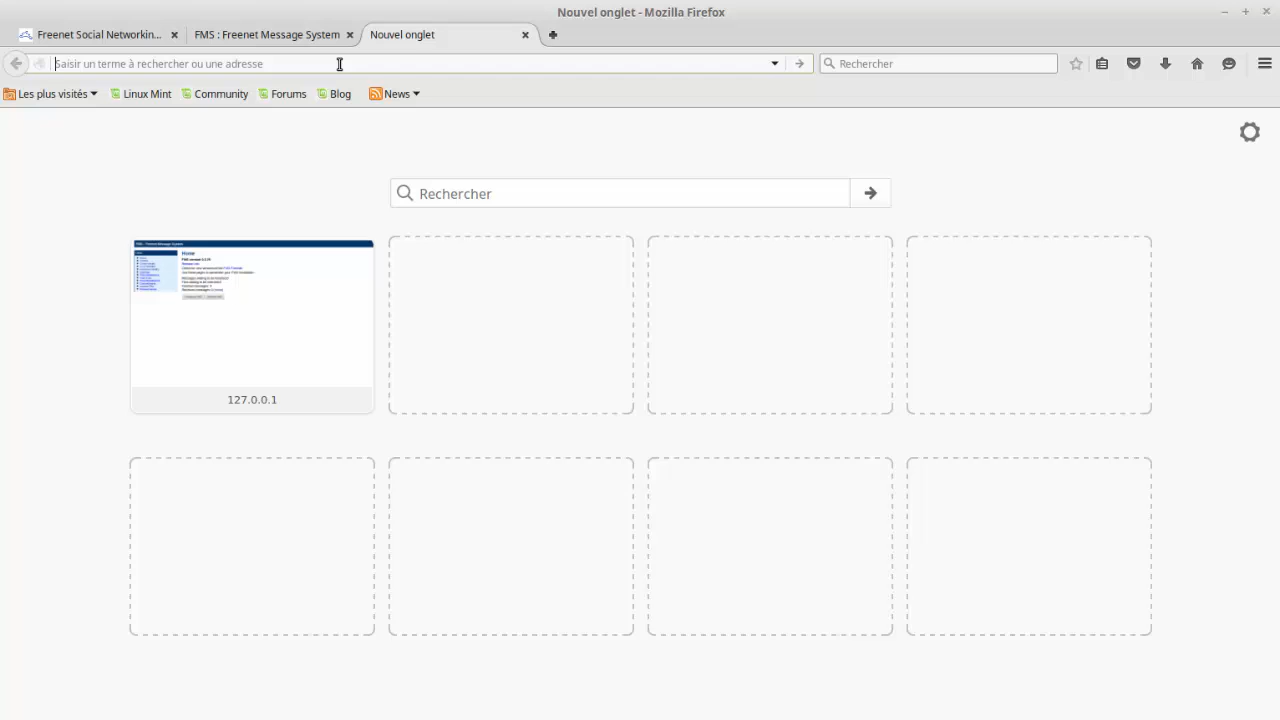 Nouvel onglet - Mozilla Firefox
Freenet Social Networkin...
FMS : Freenet Message System
Nouvel onglet
Saisir un terme à rechercher ou une adresse
Rechercher
Les plus visités
Linux Mint
Community
Forums
Blog
News
Rechercher
Home
127.0.0.1